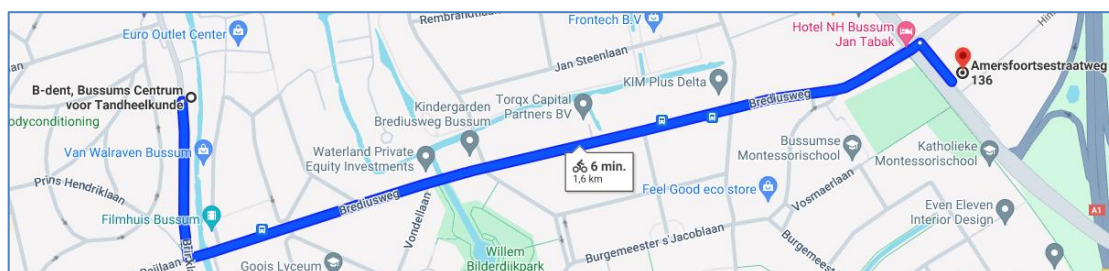 Rembrandtlaan
Frontech B.V
Hotel NH Bussum
Jan Tabak
Euro Outlet Center
Jan Steenlaan
Amersfoortsestraatweg
136
B-dent, Bussums Centrum
voor Tandheelkunde
KIM Plus Delta
Brediusweg
Torqx Capital
Partners BV
Kindergarden
Brediusweg Bussum
odyconditioning
Van Walraven Bussum
Waterland Private
Equity Investments
Bussumse
Montessorischool
Katholieke
Montessorischool
6 min.
1,6 km
Prins Hendriklaan
Feel Good eco store
Vosmaerlaan
Brediusweg
Filmhuis Bussum
Vondellaan
Even Eleven
Interior Design
A1
Willem
Bilderdijkpark
Burgemeester s'Jacoblaan
Goois Lyceum